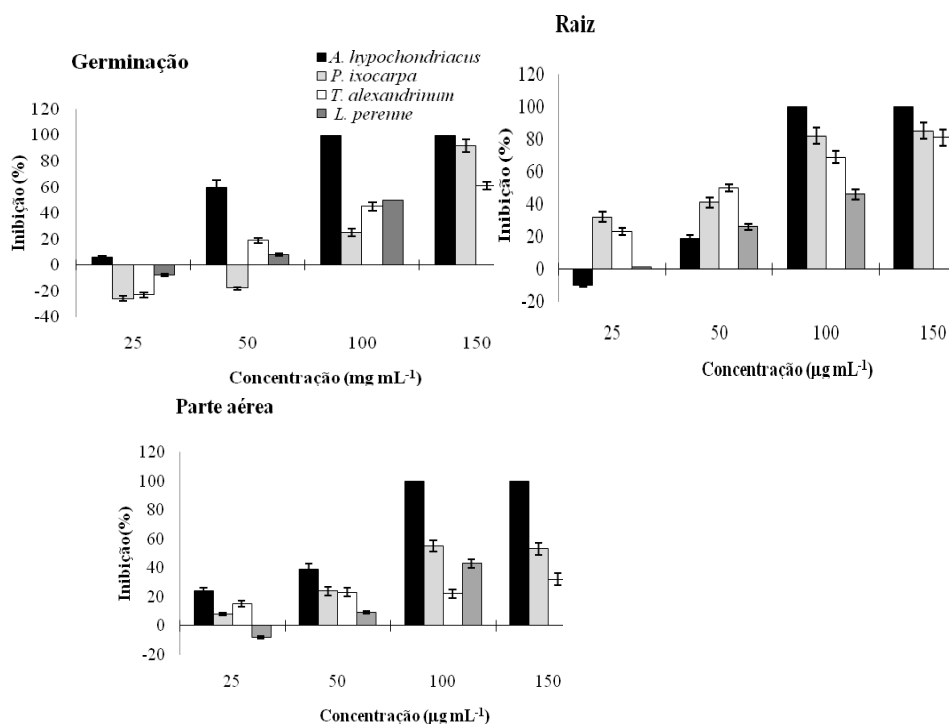 Germinação
A. hypochondriacus
P. ixocarpa
T. alexandrinum
L. perenne
Inibição (%)
120
100
80
60
40
20
0
-20
-40
25 50 100 150
Concentração (mg mL-1)
Raiz
Inibição (%)
120
100
80
60
40
20
0
-20
25 50 100 150
Concentração (µg mL-1)
Parte aérea
Inibição(%)
120
100
80
60
40
20
0
-20
25 50 100 150
Concentração (µg mL-1)